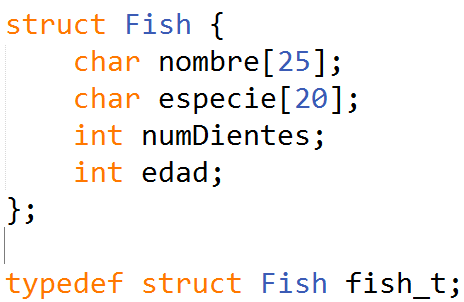 struct Fish {
    char nombre[25];
    char especie[20];
    int numDientes;
    int edad;
};
typedef struct Fish fish_t;